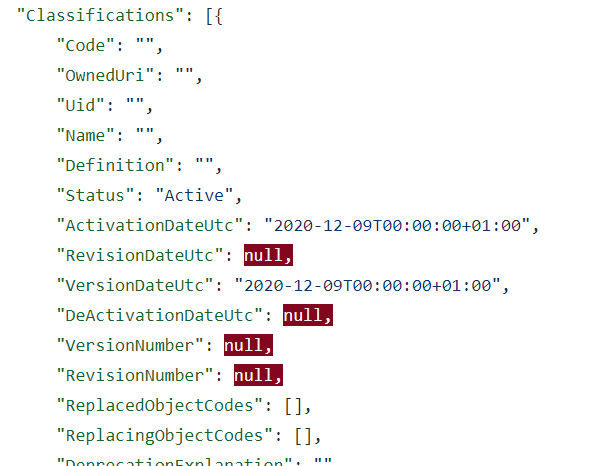 "Classifications": [{
"Code": "",
"OwnedUri": "",
"Uid": "",
"Name": "",
"Definition": "",
"Status": "Active",
"ActivationDateUtc": "2020-12-09T00:00:00+01:00",
"RevisionDateUtc": null,
"VersionDateUtc": "2020-12-09T00:00:00+01:00",
"DeActivationDateUtc": null,
"VersionNumber": null,
"RevisionNumber": null,
"ReplacedObjectCodes": [],
"ReplacingObjectCodes": [],
"DeprecationExplanation": ""